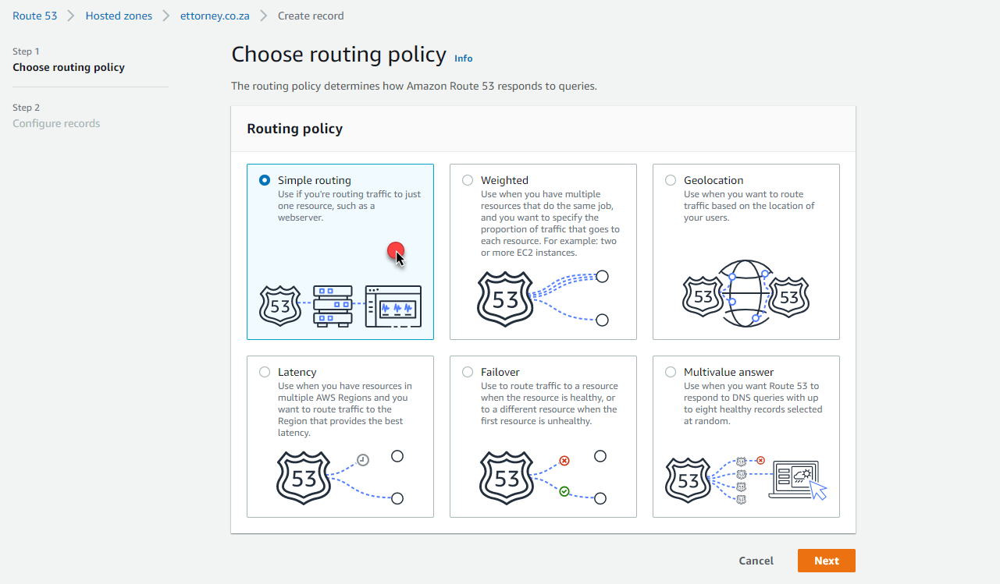 Route 53 > Hosted zones > ettorney.co.za > Create record
Step 1
Choose routing policy
Step 2
Configure records
Choose routing policy Info
The routing policy determines how Amazon Route 53 responds to queries.
Routing policy
Simple routing
Use if you're routing traffic to just
one resource, such as a
webserver.
53
Weighted
Use when you have multiple
resources that do the same job,
and you want to specify the
proportion of traffic that goes to
each resource. For example: two
or more EC2 instances.
53
Geolocation
Use when you want to route
traffic based on the location of
your users.
53 53
Latency
Use when you have resources in
multiple AWS Regions and you
want to route traffic to the
Region that provides the best
latency.
53
Failover
Use to route traffic to a resource
when the resource is healthy, or
to a different resource when the
first resource is unhealthy.
53
Multivalue answer
Use when you want Route 53 to
respond to DNS queries with up
to eight healthy records selected
at random.
53
53
53
53
53
Cancel Next